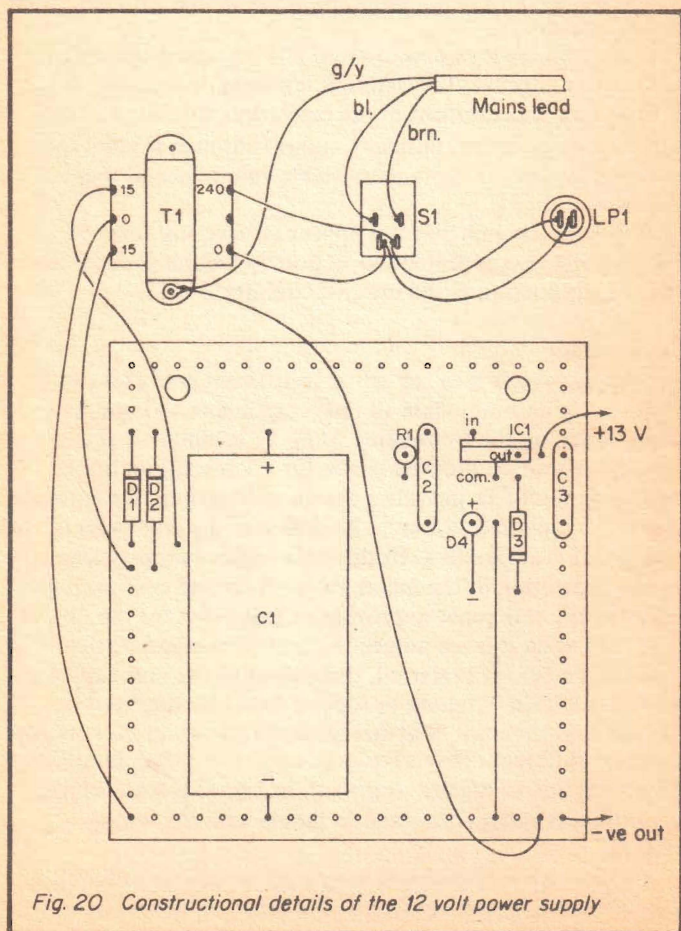 g/y
Mains lead
bl.
brn.
15
240
T1
0
S1
LP1
15
0
R1
in
IC1
+13 V
+
C2
out
C3
com.
D1
D2
+
D4
D3
–
C1
–
-ve out
Fig. 20 Constructional details of the 12 volt power supply